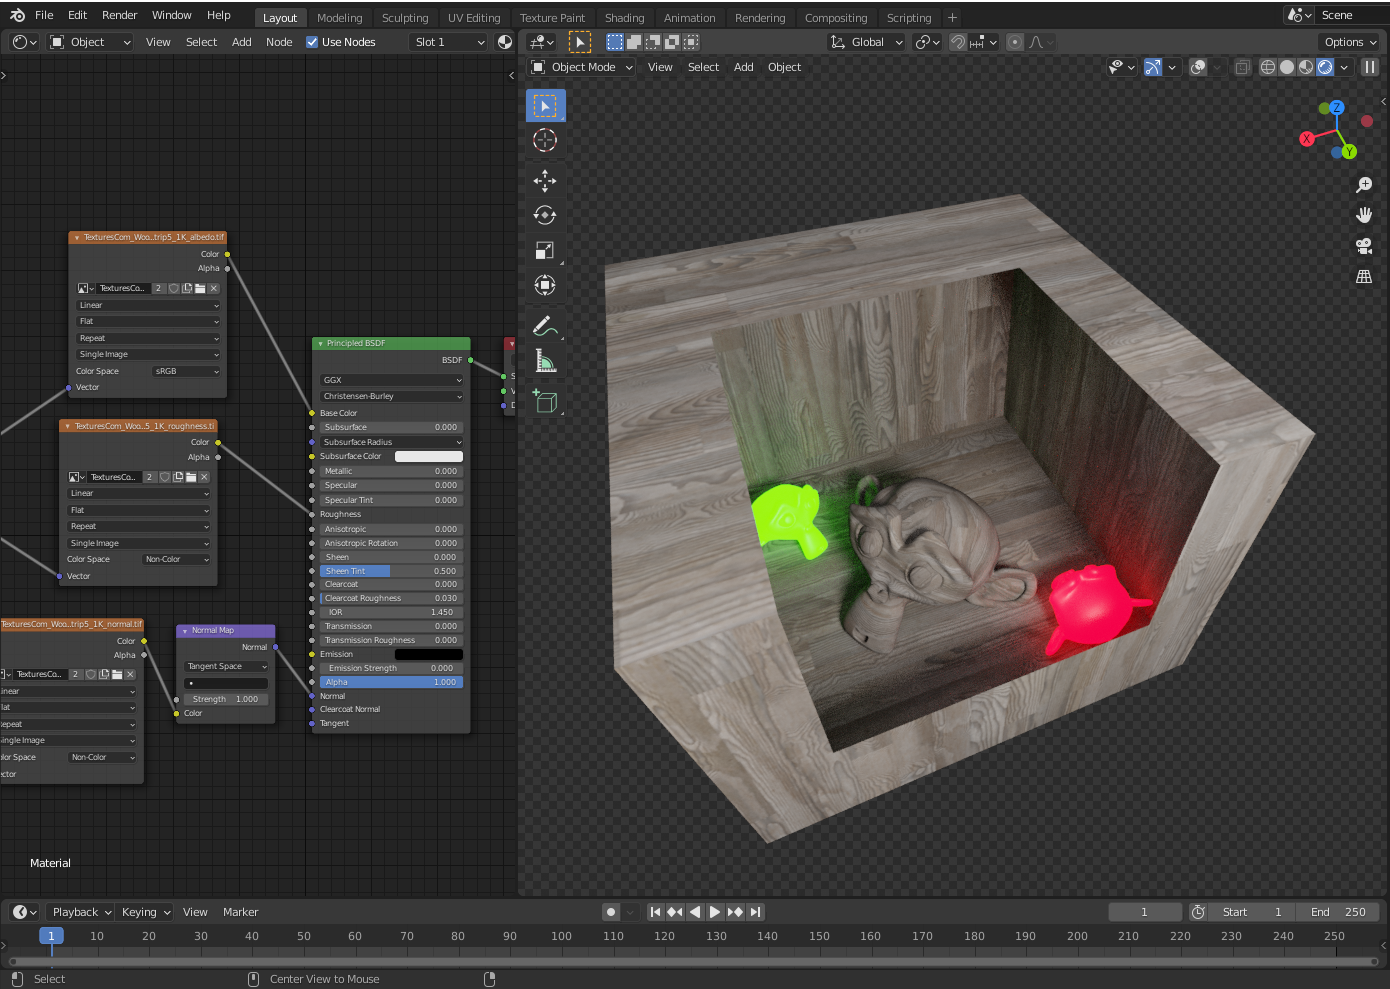 File Edit Render Window Help Layout Modeling Sculpting UV Editing Texture Paint Shading Animation Rendering Compositing Scripting + Scene
Object View Select Add Node Use Nodes Slot 1
Global Options
Object Mode View Select Add Object
Z
X
Y
TexturesCom_Woo...trip5_1K_albedo.tif
Color
Alpha
TexturesCo... 2
Linear
Flat
Repeat
Single Image
Color Space sRGB
Vector
TexturesCom_Woo...5_1K_roughness.ti
Color
Alpha
TexturesCo... 2
Linear
Flat
Repeat
Single Image
Color Space Non-Color
Vector
TexturesCom_Woo...trip5_1K_normal.tif
Color
Alpha
TexturesCo... 2
inear
lat
epeat
ingle Image
olor Space Non-Color
ector
Normal Map
Normal
Tangent Space
Strength 1.000
Color
Principled BSDF
BSDF
GGX
Christensen-Burley
Base Color
Subsurface 0.000
Subsurface Radius
Subsurface Color
Metallic 0.000
Specular 0.000
Specular Tint 0.000
Roughness
Anisotropic 0.000
Anisotropic Rotation 0.000
Sheen 0.000
Sheen Tint 0.500
Clearcoat 0.000
Clearcoat Roughness 0.030
IOR 1.450
Transmission 0.000
Transmission Roughness 0.000
Emission
Emission Strength 0.000
Alpha 1.000
Normal
Clearcoat Normal
Tangent
S
V
D
Material
Playback Keying View Marker 1 Start 1 End 250
1 10 20 30 40 50 60 70 80 90 100 110 120 130 140 150 160 170 180 190 200 210 220 230 240 250
Select Center View to Mouse